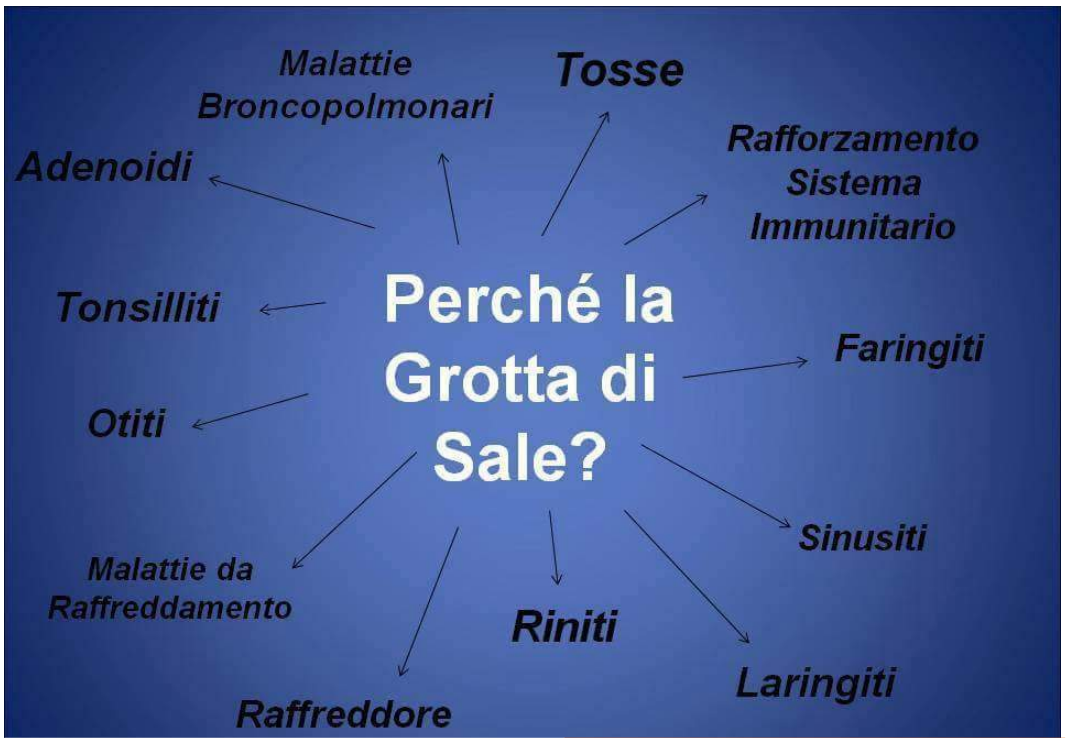 Malattie
Broncopolmonari
Tosse
Rafforzamento
Sistema
Immunitario
Adenoidi
Perché la
Grotta di
Sale?
Tonsilliti
Faringiti
Otiti
Sinusiti
Malattie da
Raffreddamento
Riniti
Laringiti
Raffreddore